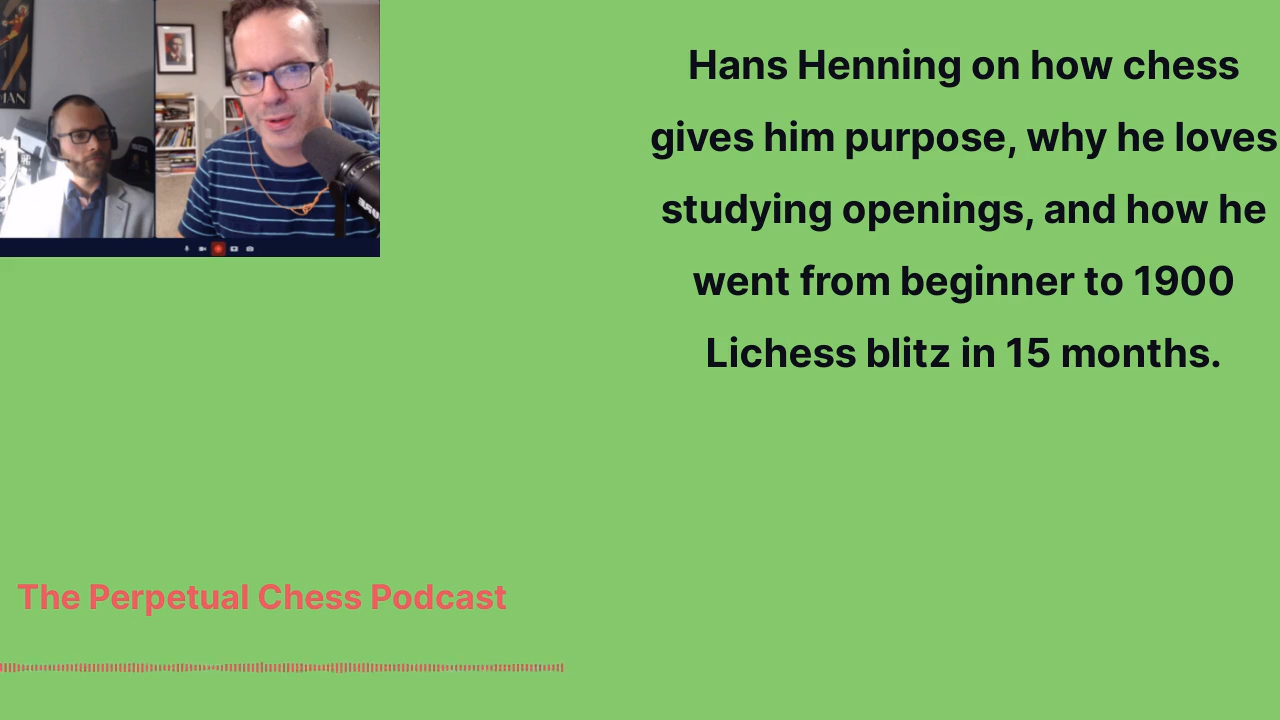 MAN
Hans Henning on how chess
gives him purpose, why he loves
studying openings, and how he
went from beginner to 1900
Lichess blitz in 15 months.
The Perpetual Chess Podcast